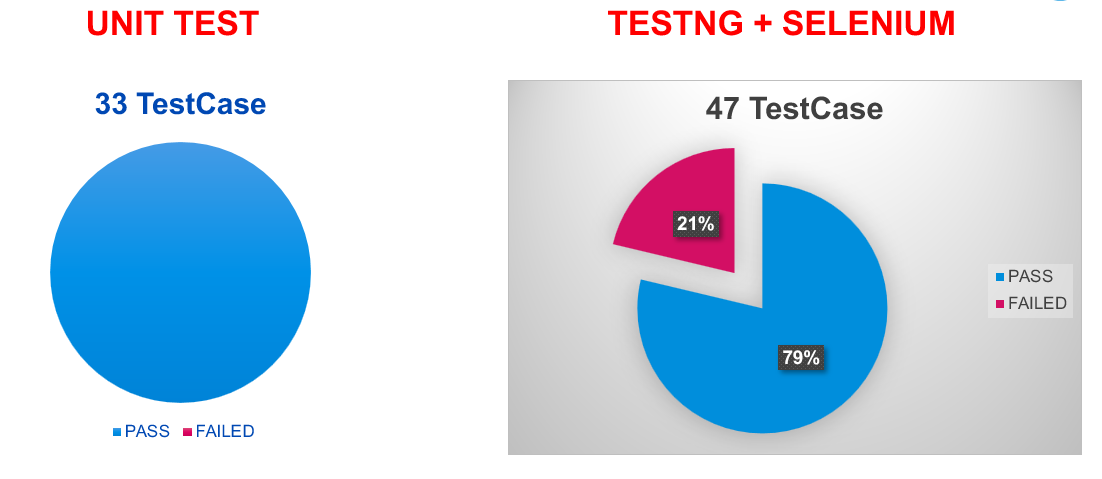 UNIT TEST
TESTNG + SELENIUM
33 TestCase
PASS FAILED
47 TestCase
21%
79%
PASS
FAILED